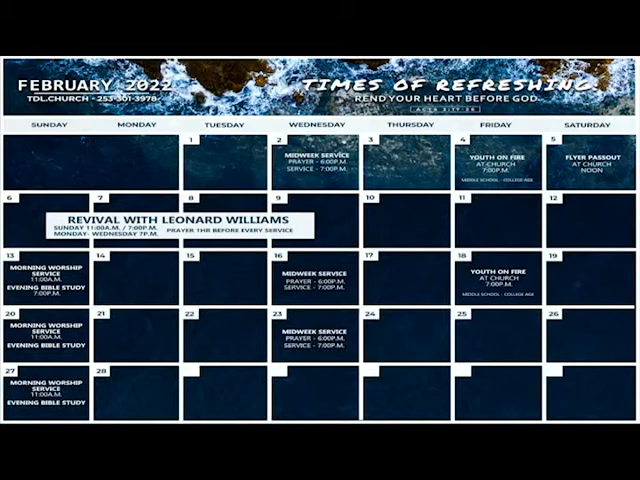 FEBRUARY 2022
TDL.CHURCH - 253-301-3978
TIMES OF REFRESHING
REND YOUR HEART BEFORE GOD
SUNDAY MONDAY TUESDAY WEDNESDAY THURSDAY FRIDAY SATURDAY
1 2 3 4 5
MIDWEEK SERVICE
PRAYER - 6:00P.M.
SERVICE - 7:00P.M.
YOUTH ON FIRE
AT CHURCH
7:00P.M.
MIDDLE SCHOOL - COLLEGE AGE
FLYER PASSOUT
AT CHURCH
NOON
6 7 8 9 10 11 12
REVIVAL WITH LEONARD WILLIAMS
SUNDAY 11:00A.M. / 7:00P.M.
MONDAY- WEDNESDAY 7P.M. PRAYER 1HR BEFORE EVERY SERVICE
13 14 15 16 17 18 19
MORNING WORSHIP
SERVICE
11:00A.M.
EVENING BIBLE STUDY
7:00P.M.
MIDWEEK SERVICE
PRAYER - 6:00P.M.
SERVICE - 7:00P.M.
YOUTH ON FIRE
AT CHURCH
7:00P.M.
MIDDLE SCHOOL - COLLEGE AGE
20 21 22 23 24 25 26
MORNING WORSHIP
SERVICE
11:00A.M.
EVENING BIBLE STUDY
MIDWEEK SERVICE
PRAYER - 6:00P.M.
SERVICE - 7:00P.M.
27 28
MORNING WORSHIP
SERVICE
11:00A.M.
EVENING BIBLE STUDY